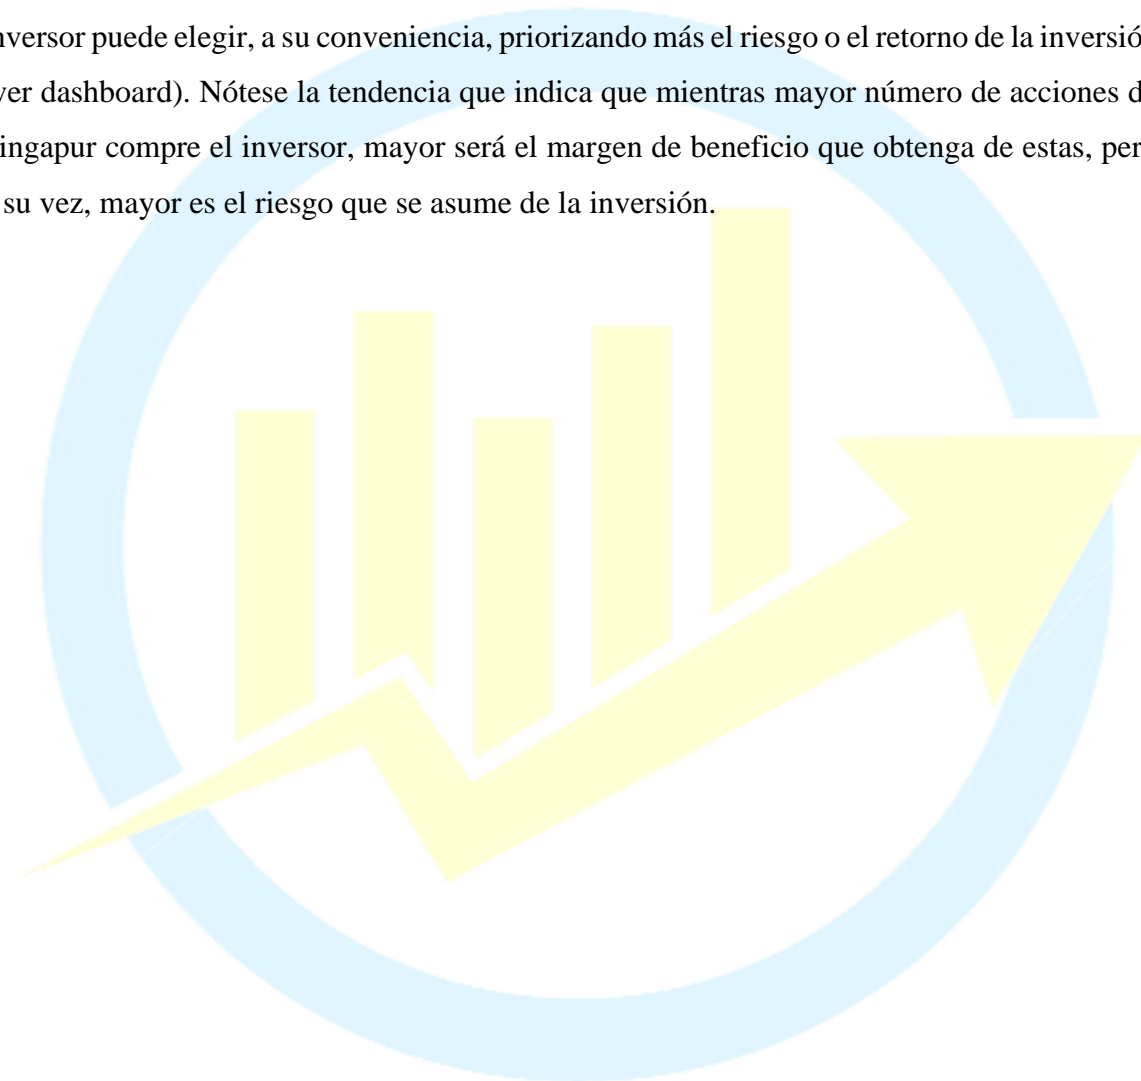 nversor puede elegir, a su conveniencia, priorizando más el riesgo o el retorno de la inversió
ver dashboard). Nótese la tendencia que indica que mientras mayor número de acciones d
ingapur compre el inversor, mayor será el margen de beneficio que obtenga de estas, per
su vez, mayor es el riesgo que se asume de la inversión.